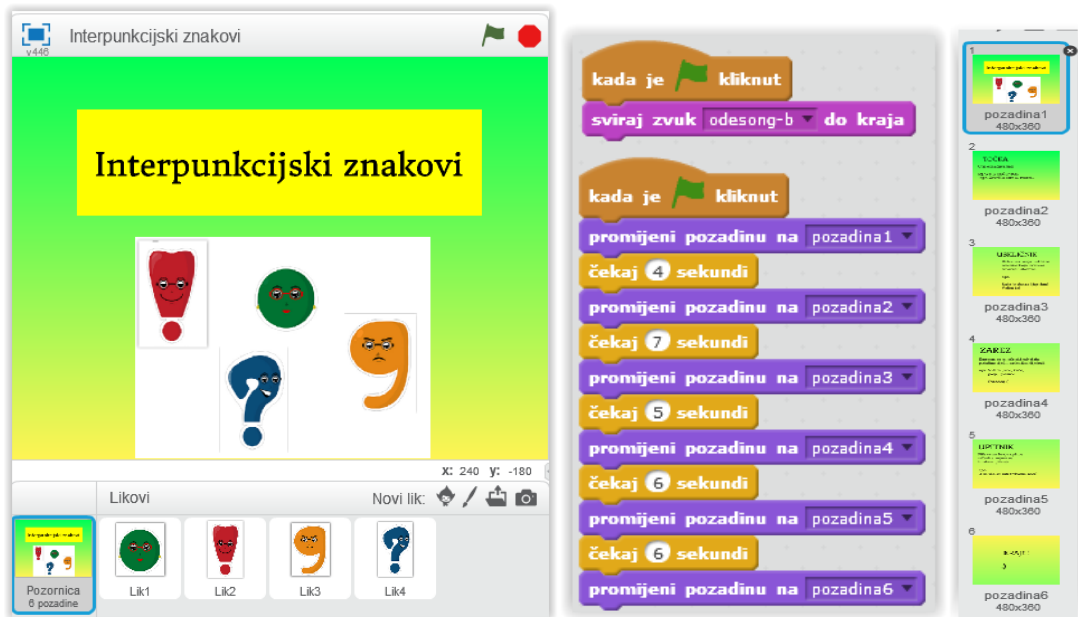 Interpunkcijski znakovi
v446
Interpunkcijski znakovi
X: 240 y: -180
Likovi
Novi lik:
Pozornica
6 pozadine
Lik1
Lik2
Lik3
Lik4
kada je kliknut
sviraj zvuk odesong-b do kraja
kada je kliknut
promijeni pozadinu na pozadina1
čekaj 4 sekundi
promijeni pozadinu na pozadina2
čekaj 7 sekundi
promijeni pozadinu na pozadina3
čekaj 5 sekundi
promijeni pozadinu na pozadina4
čekaj 6 sekundi
promijeni pozadinu na pozadina5
čekaj 6 sekundi
promijeni pozadinu na pozadina6
1
pozadina1
480x360
2
TOČKA
pozadina2
480x360
3
USKLIČNIK
pozadina3
480x360
4
ZAREZ
pozadina4
480x360
5
UPITNIK
pozadina5
480x360
6
pozadina6
480x360